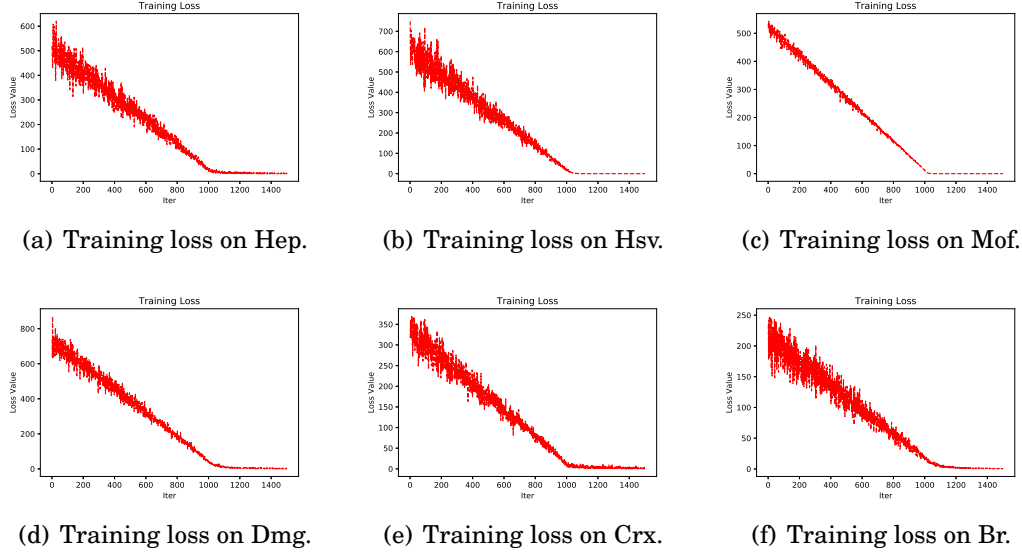 Training Loss
600
500
400
300
200
100
0
Loss Value
0 200 400 600 800 1000 1200 1400
Iter
(a) Training loss on Hep.
Training Loss
700
600
500
400
300
200
100
0
Loss Value
0 200 400 600 800 1000 1200 1400
Iter
(b) Training loss on Hsv.
Training Loss
500
400
300
200
100
0
Loss Value
0 200 400 600 800 1000 1200 1400
Iter
(c) Training loss on Mof.
Training Loss
800
600
400
200
0
Loss Value
0 200 400 600 800 1000 1200 1400
Iter
(d) Training loss on Dmg.
Training Loss
350
300
250
200
150
100
50
0
Loss Value
0 200 400 600 800 1000 1200 1400
Iter
(e) Training loss on Crx.
Training Loss
250
200
150
100
50
0
Loss Value
0 200 400 600 800 1000 1200 1400
Iter
(f) Training loss on Br.